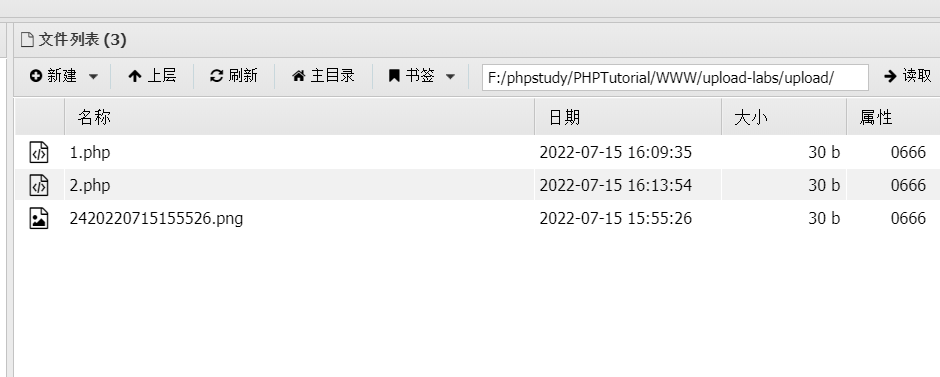 文件列表 (3)
新建 上层 刷新 主目录 书签 F:/phpstudy/PHPTutorial/WWW/upload-labs/upload/ 读取
名称 日期 大小 属性
1.php 2022-07-15 16:09:35 30 b 0666
2.php 2022-07-15 16:13:54 30 b 0666
2420220715155526.png 2022-07-15 15:55:26 30 b 0666